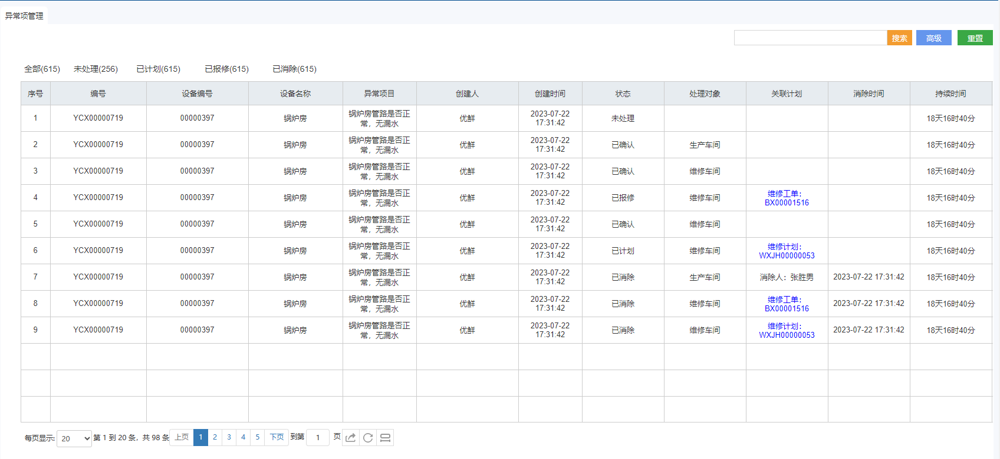 异常项管理
搜索 高级 重置
全部(615) 未处理(256) 已计划(615) 已报修(615) 已消除(615)
序号 编号 设备编号 设备名称 异常项目 创建人 创建时间 状态 处理对象 关联计划 消除时间 持续时间
1 YCX00000719 00000397 锅炉房 锅炉房管路是否正常，无漏水 优鲜 2023-07-22 17:31:42 未处理 18天16时40分
2 YCX00000719 00000397 锅炉房 锅炉房管路是否正常，无漏水 优鲜 2023-07-22 17:31:42 已确认 生产车间 18天16时40分
3 YCX00000719 00000397 锅炉房 锅炉房管路是否正常，无漏水 优鲜 2023-07-22 17:31:42 已确认 维修车间 18天16时40分
4 YCX00000719 00000397 锅炉房 锅炉房管路是否正常，无漏水 优鲜 2023-07-22 17:31:42 已报修 维修车间 维修工单：BX00001516 18天16时40分
5 YCX00000719 00000397 锅炉房 锅炉房管路是否正常，无漏水 优鲜 2023-07-22 17:31:42 已确认 维修车间 18天16时40分
6 YCX00000719 00000397 锅炉房 锅炉房管路是否正常，无漏水 优鲜 2023-07-22 17:31:42 已计划 维修车间 维修计划：WXJH00000053 18天16时40分
7 YCX00000719 00000397 锅炉房 锅炉房管路是否正常，无漏水 优鲜 2023-07-22 17:31:42 已消除 生产车间 消除人：张胜男 2023-07-22 17:31:42 18天16时40分
8 YCX00000719 00000397 锅炉房 锅炉房管路是否正常，无漏水 优鲜 2023-07-22 17:31:42 已消除 维修车间 维修工单：BX00001516 2023-07-22 17:31:42 18天16时40分
9 YCX00000719 00000397 锅炉房 锅炉房管路是否正常，无漏水 优鲜 2023-07-22 17:31:42 已消除 维修车间 维修计划：WXJH00000053 2023-07-22 17:31:42 18天16时40分
每页显示: 20 第 1 到 20 条，共 98 条 上页 1 2 3 4 5 下页 到第 1 页